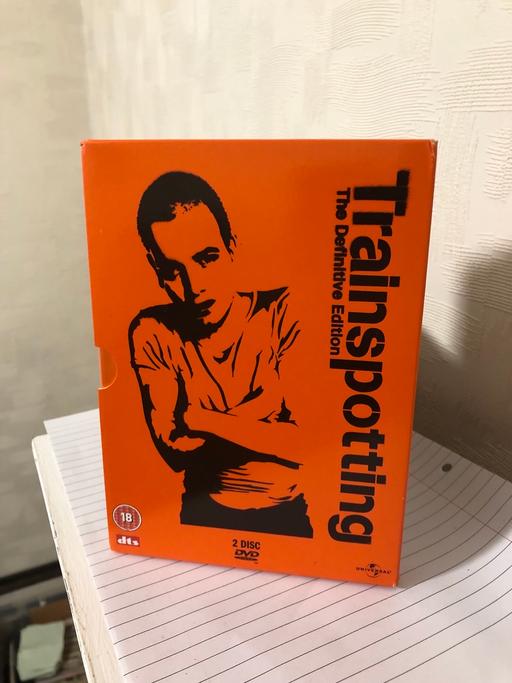 Trainspotting
The Definitive Edition
18
dts
2 DISC
DVD
UNIVERSAL